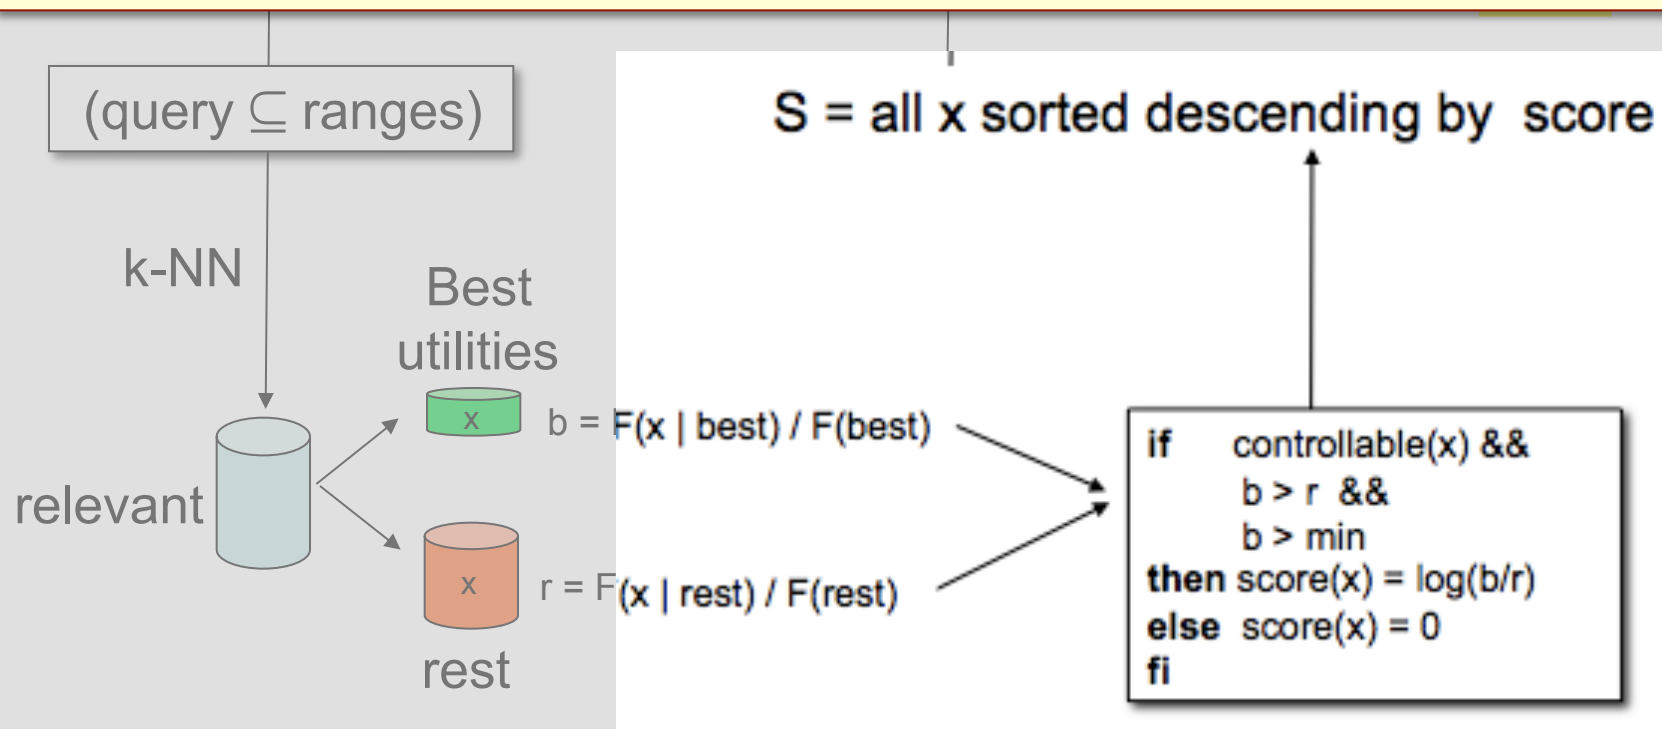 (query ⊆ ranges)
S = all x sorted descending by score
k-NN
Best
utilities
x
b = F(x | best) / F(best)
relevant
x
r = F(x | rest) / F(rest)
rest
if controllable(x) &&
b > r &&
b > min
then score(x) = log(b/r)
else score(x) = 0
fi